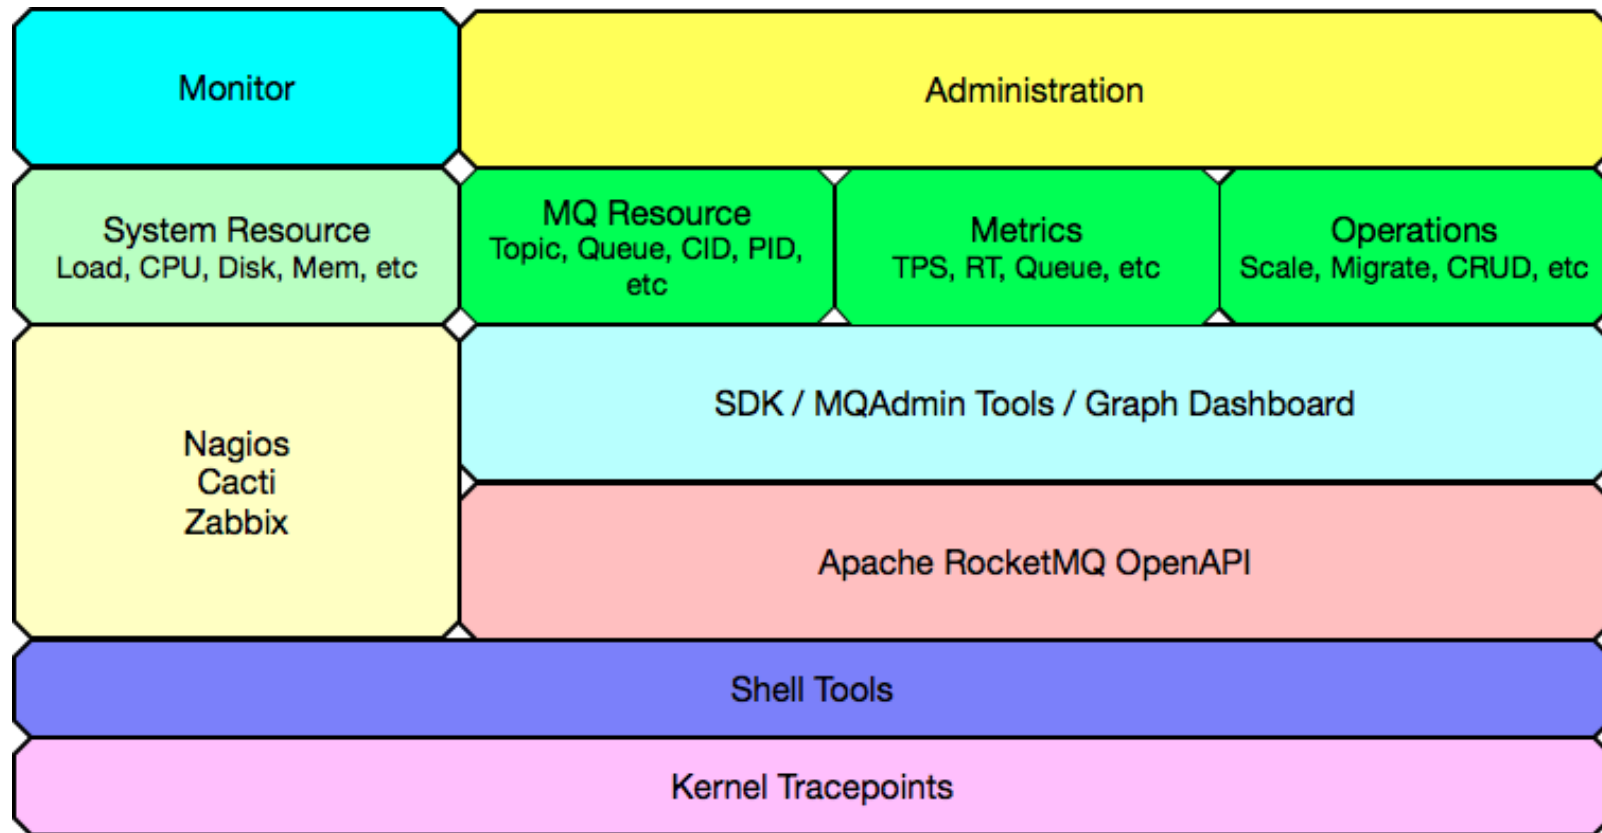 Monitor
Administration
System Resource
Load, CPU, Disk, Mem, etc
MQ Resource
Topic, Queue, CID, PID,
etc
Metrics
TPS, RT, Queue, etc
Operations
Scale, Migrate, CRUD, etc
Nagios
Cacti
Zabbix
SDK / MQAdmin Tools / Graph Dashboard
Apache RocketMQ OpenAPI
Shell Tools
Kernel Tracepoints